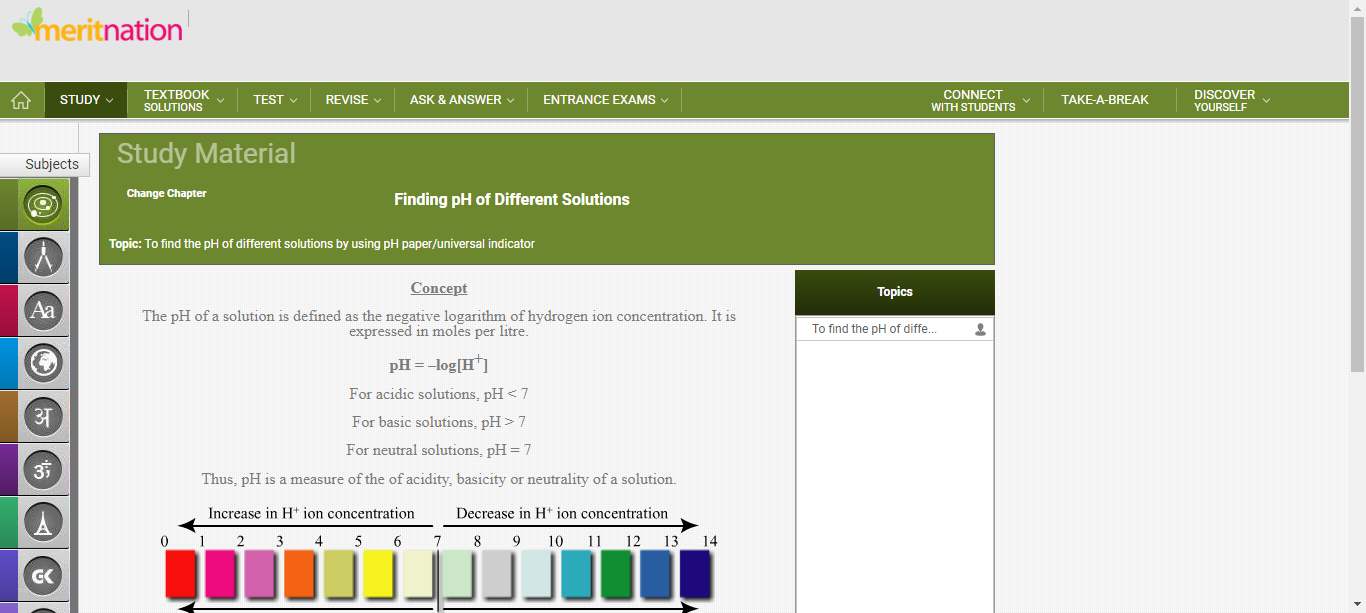 meritnation
STUDY
TEXTBOOK
SOLUTIONS
TEST
REVISE
ASK & ANSWER
ENTRANCE EXAMS
CONNECT
WITH STUDENTS
TAKE-A-BREAK
DISCOVER
YOURSELF
Subjects
Aa
अ
ॐ
GK
Study Material
Change Chapter
Finding pH of Different Solutions
Topic: To find the pH of different solutions by using pH paper/universal indicator
Concept
The pH of a solution is defined as the negative logarithm of hydrogen ion concentration. It is
expressed in moles per litre.
pH = –log[H⁺]
For acidic solutions, pH < 7
For basic solutions, pH > 7
For neutral solutions, pH = 7
Thus, pH is a measure of the of acidity, basicity or neutrality of a solution.
Increase in H⁺ ion concentration Decrease in H⁺ ion concentration
0 1 2 3 4 5 6 7 8 9 10 11 12 13 14
Topics
To find the pH of diffe...